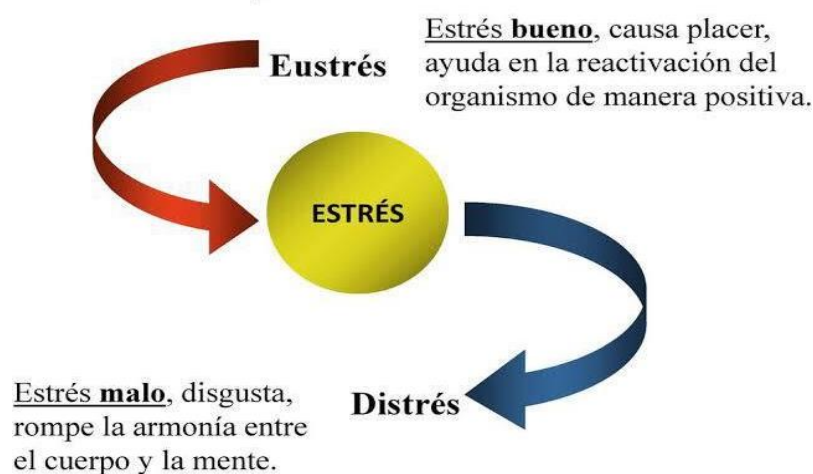 Eustrés
Estrés bueno, causa placer,
ayuda en la reactivación del
organismo de manera positiva.
ESTRÉS
Estrés malo, disgusta,
rompe la armonía entre
el cuerpo y la mente.
Distrés